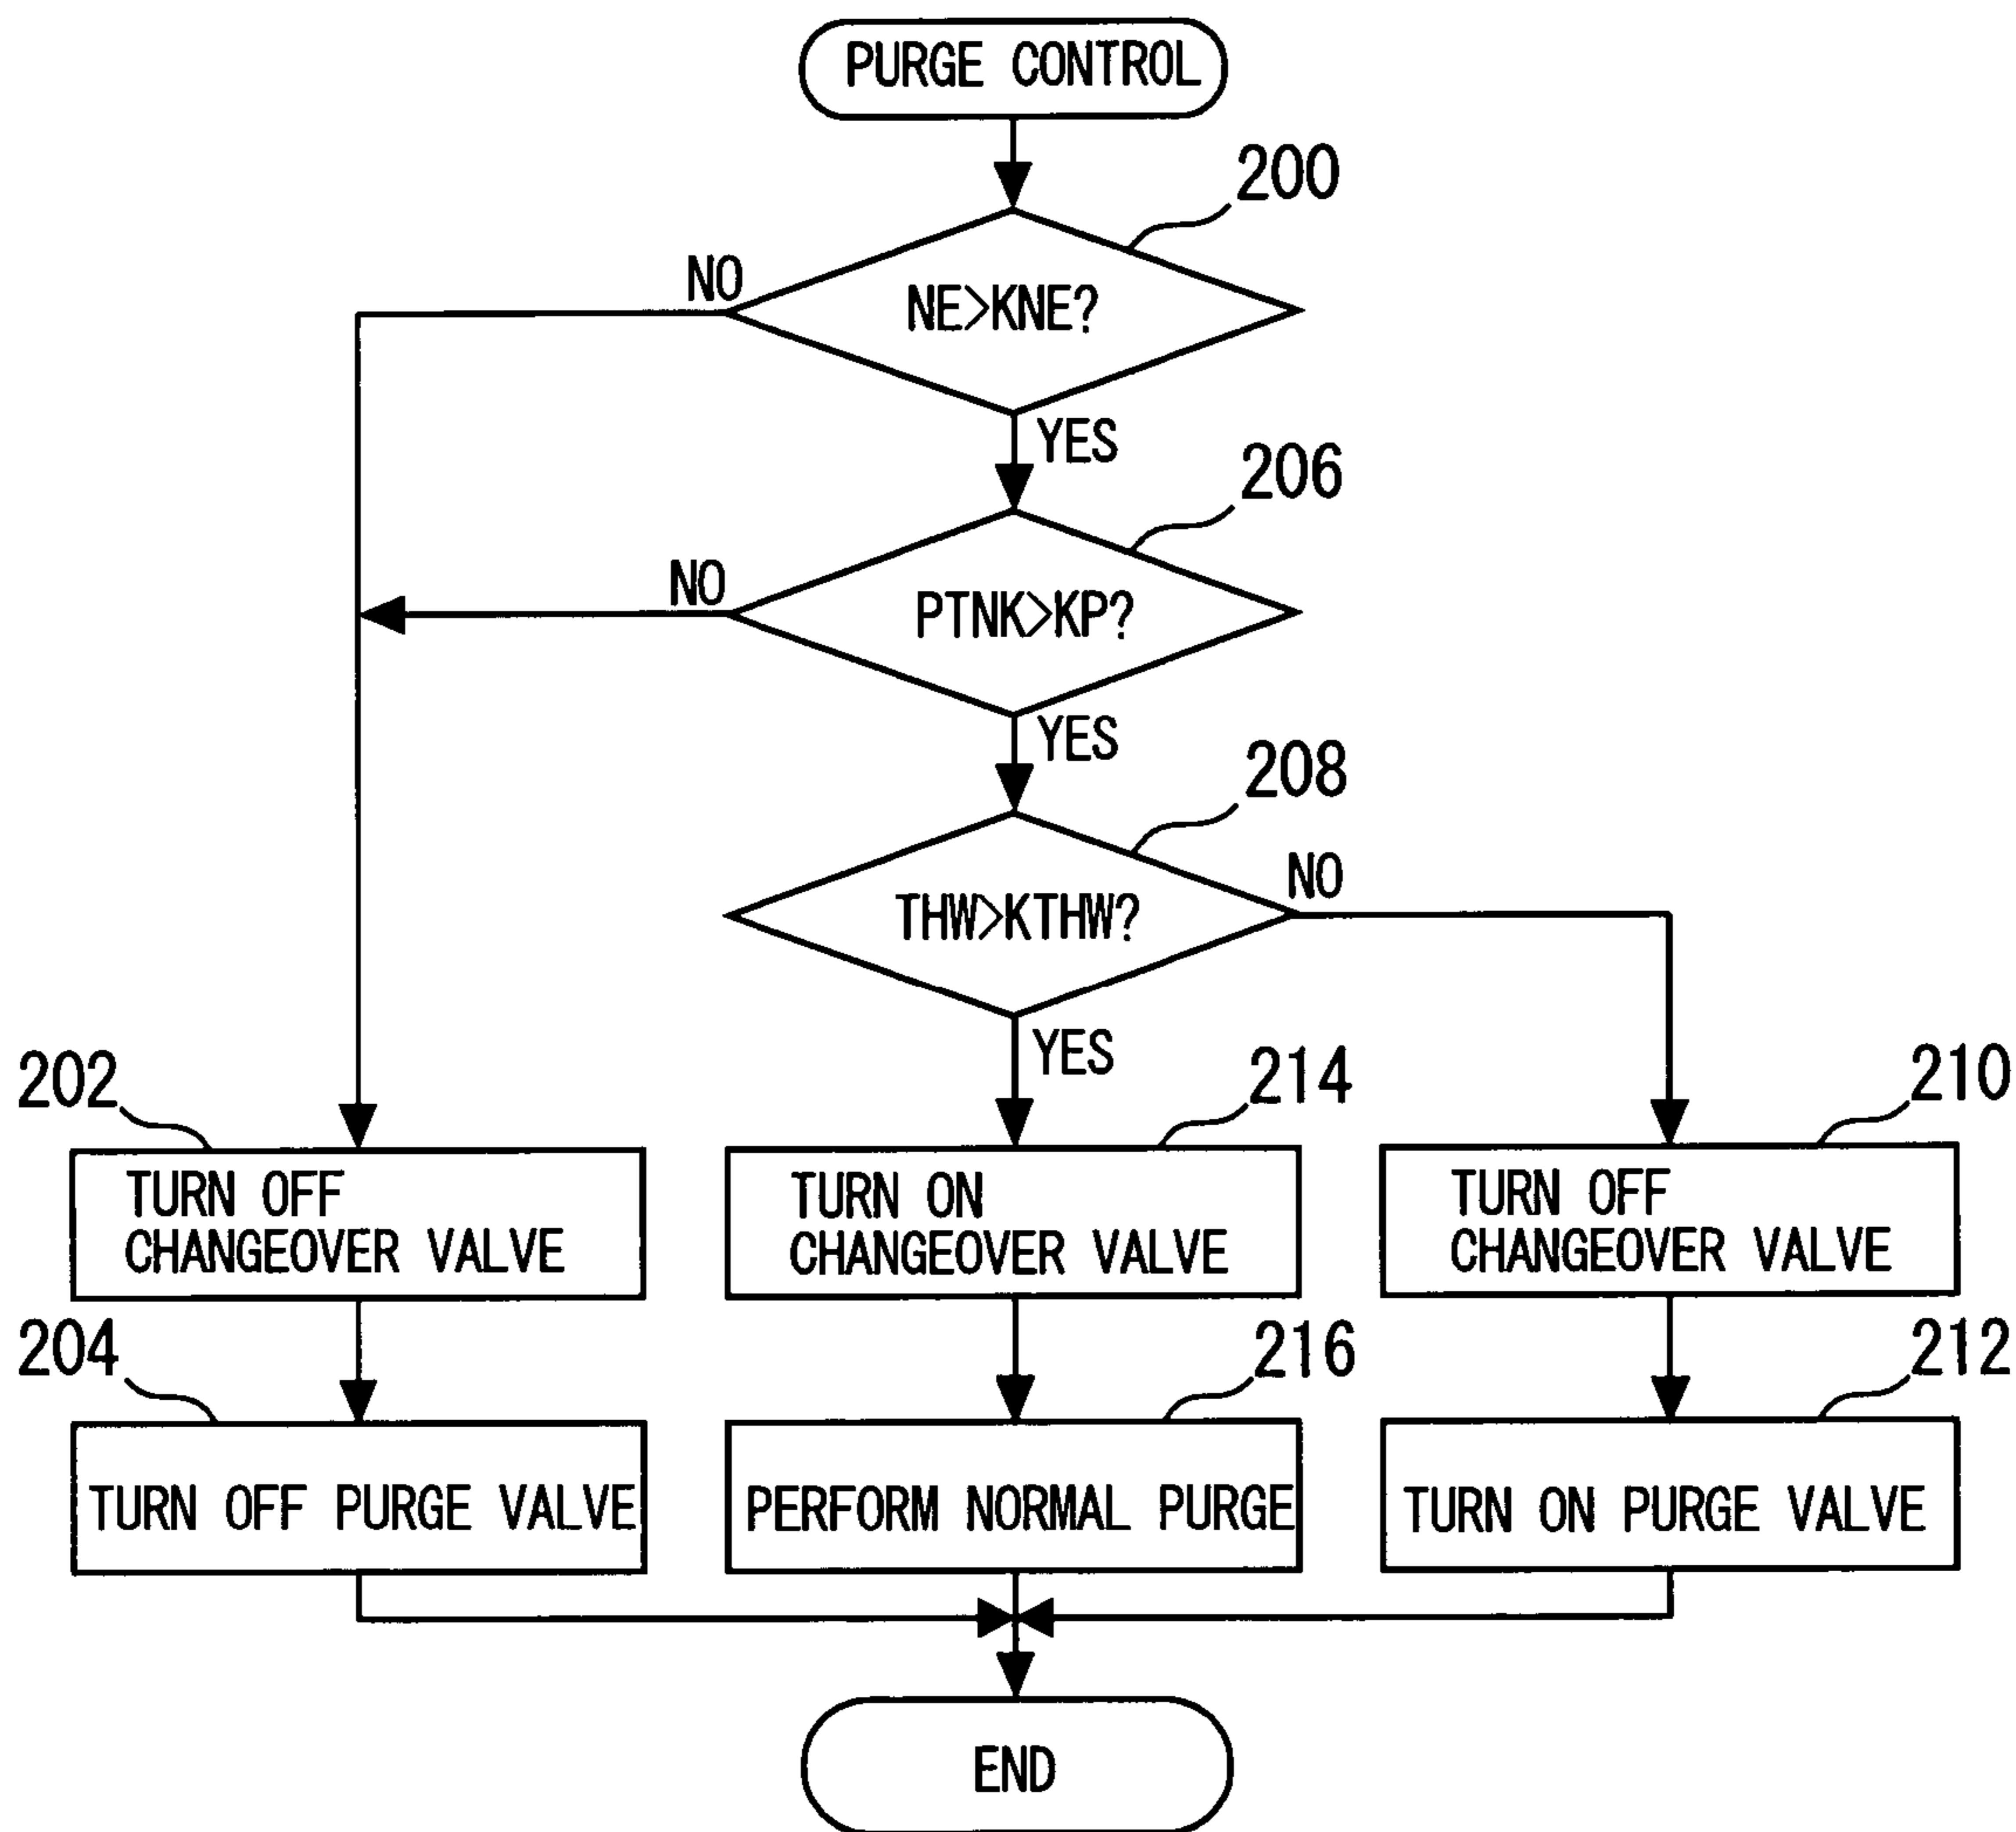 PURGE CONTROL
200
NO
NE>KNE?
YES
206
NO
PTNK>KP?
YES
208
NO
THW>KTHW?
YES
202
214
210
TURN OFF
CHANGEOVER VALVE
TURN ON
CHANGEOVER VALVE
TURN OFF
CHANGEOVER VALVE
204
216
212
TURN OFF PURGE VALVE
PERFORM NORMAL PURGE
TURN ON PURGE VALVE
END